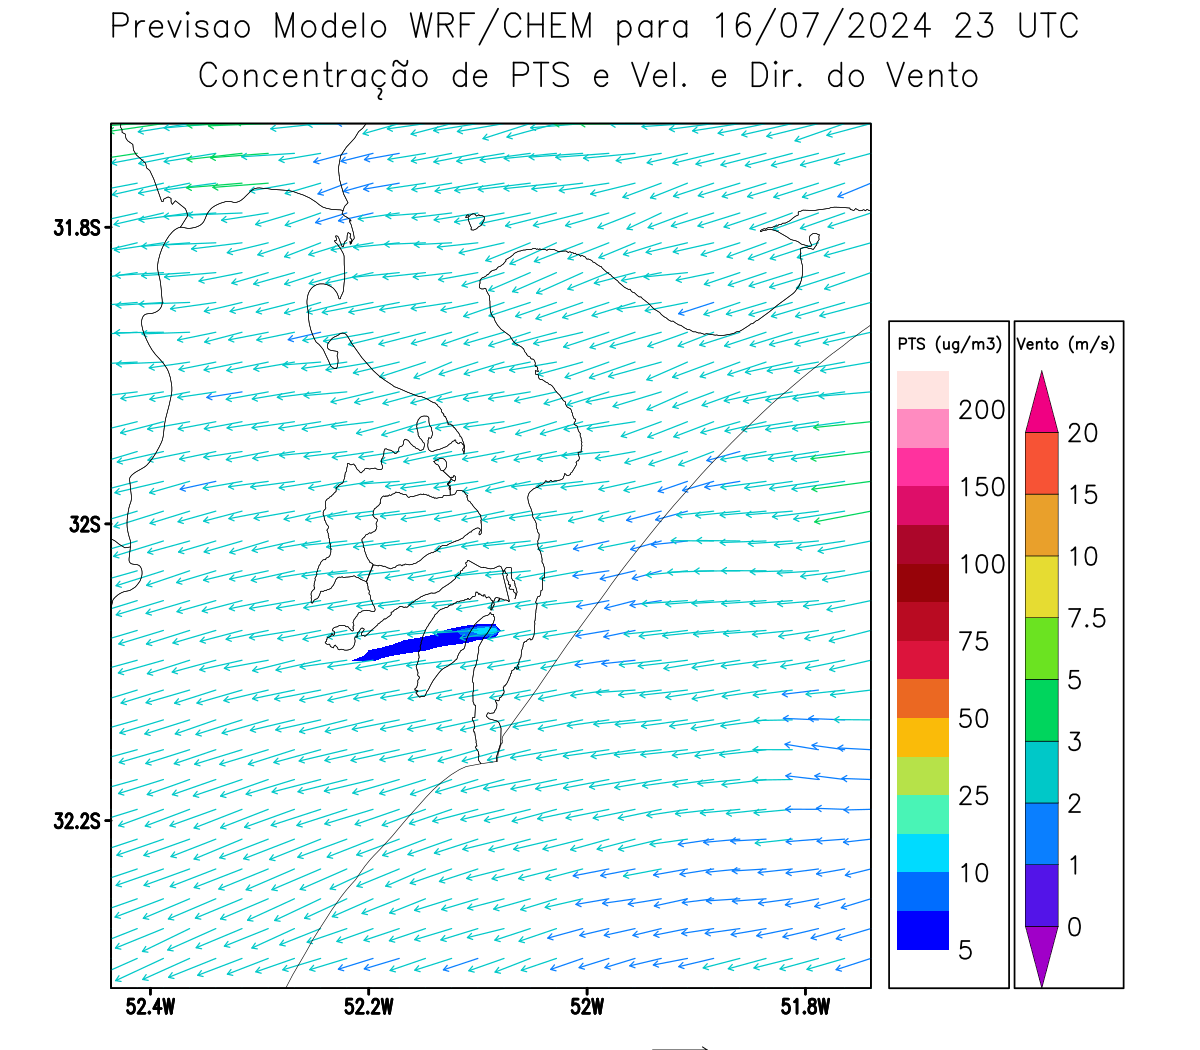 Previsao Modelo WRF/CHEM para 16/07/2024 23 UTC
Concentração de PTS e Vel. e Dir. do Vento
31.8S
32S
32.2S
52.4W
52.2W
52W
51.8W
PTS (ug/m3)
200
150
100
75
50
25
10
5
Vento (m/s)
20
15
10
7.5
5
3
2
1
0